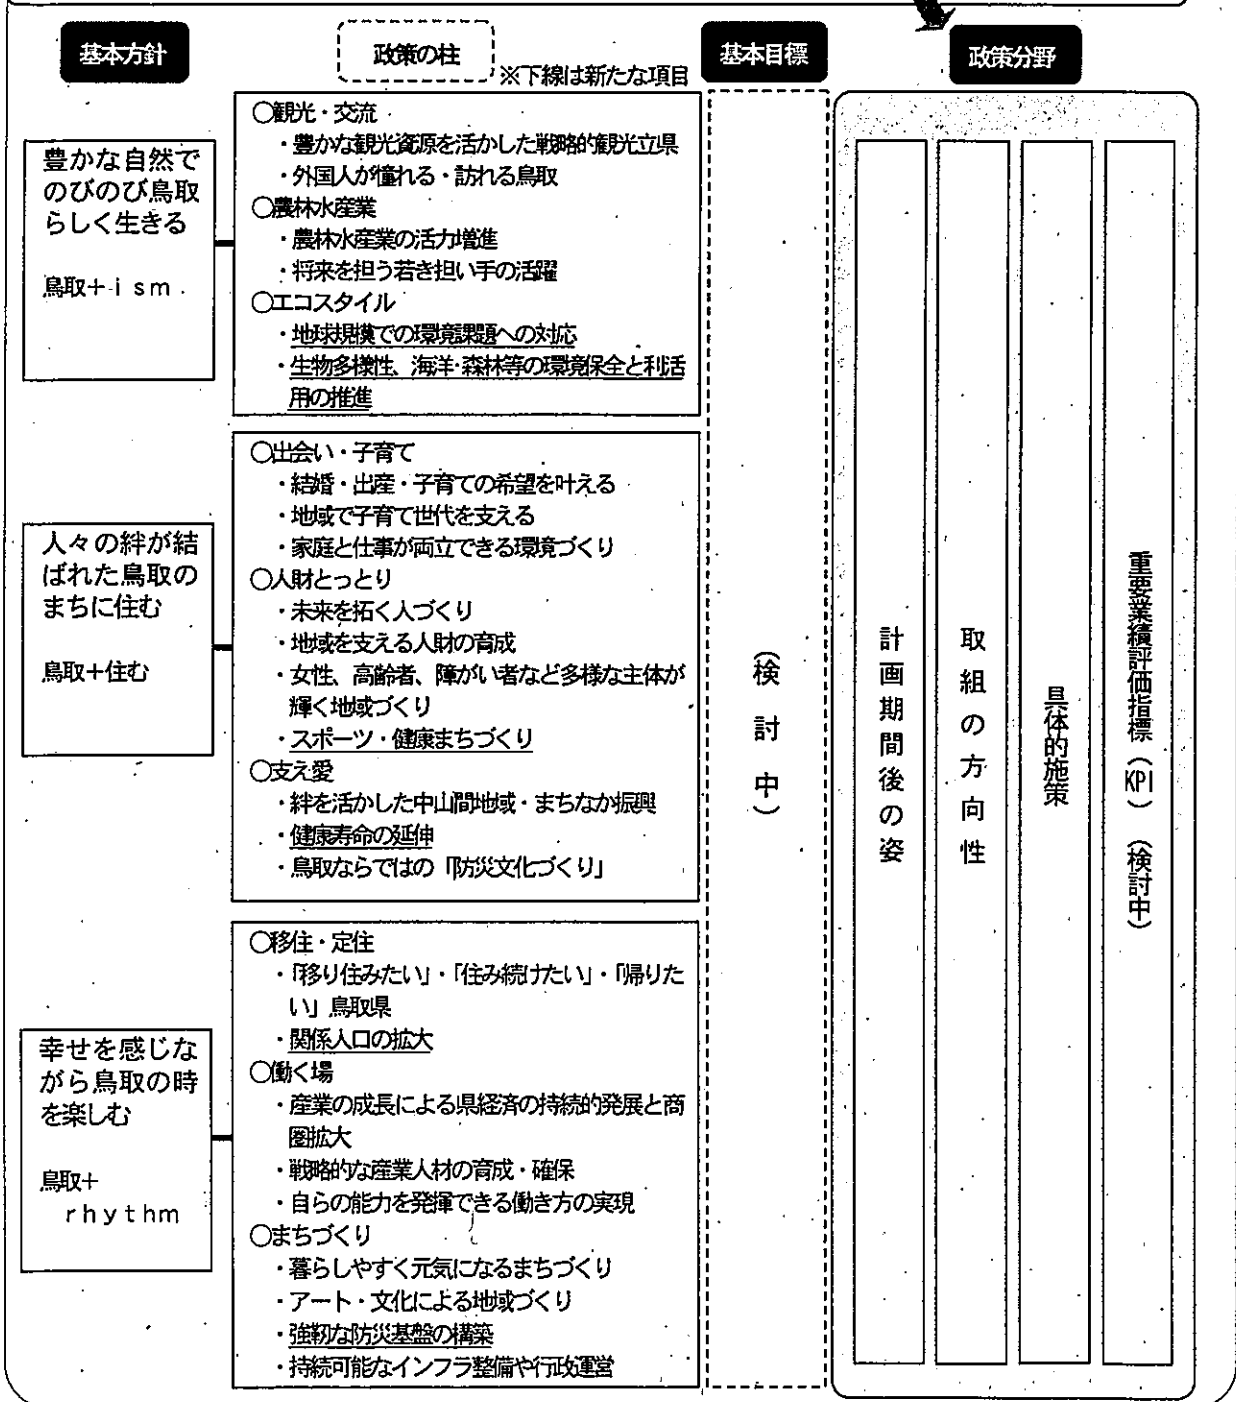 基本方針
政策の柱
※下線は新たな項目
基本目標
政策分野
豊かな自然で
のびのび鳥取
らしく生きる
鳥取+ism
○観光・交流
・豊かな観光資源を活かした戦略的観光立県
・外国人が憧れる・訪れる鳥取
○農林水産業
・農林水産業の活力増進
・将来を担う若き担い手の活躍
○エコスタイル
・地球規模での環境課題への対応
・生物多様性、海洋・森林等の環境保全と利活
用の推進
人々の絆が結
ばれた鳥取の
まちに住む
鳥取+住む
○出会い・子育て
・結婚・出産・子育ての希望を叶える
・地域で子育て世代を支える
・家庭と仕事が両立できる環境づくり
○人財とっとり
・未来を拓く人づくり
・地域を支える人財の育成
・女性、高齢者、障がい者など多様な主体が
輝く地域づくり
・スポーツ・健康まちづくり
○支え愛
・絆を活かした中山間地域・まちなか振興
・健康寿命の延伸
・鳥取ならではの「防災文化づくり」
幸せを感じな
がら鳥取の時
を楽しむ
鳥取+
rhythm
○移住・定住
・「移り住みたい」・「住み続けたい」・「帰りた
い」鳥取県
・関係人口の拡大
○働く場
・産業の成長による県経済の持続的発展と商
圏拡大
・戦略的な産業人材の育成・確保
・自らの能力を発揮できる働き方の実現
○まちづくり
・暮らしやすく元気になるまちづくり
・アート・文化による地域づくり
・強靭な防災基盤の構築
・持続可能なインフラ整備や行政運営
（検討中）
計画期間後の姿
取組の方向性
具体的施策
重要業績評価指標（KPI）（検討中）